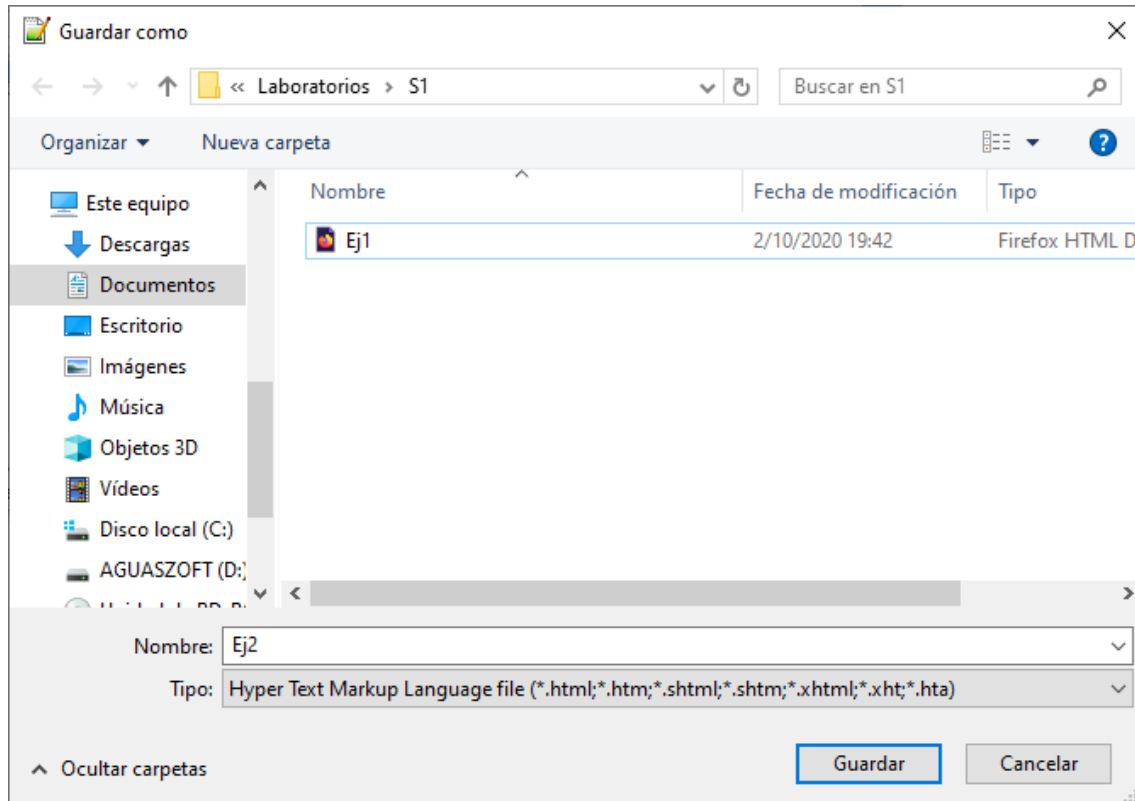 Guardar como
« Laboratorios > S1
Buscar en S1
Organizar
Nueva carpeta
Nombre
Fecha de modificación
Tipo
Este equipo
Descargas
Documentos
Escritorio
Imágenes
Música
Objetos 3D
Vídeos
Disco local (C:)
AGUASZOFT (D:)
Ej1
2/10/2020 19:42
Firefox HTML D
Nombre: Ej2
Tipo: Hyper Text Markup Language file (*.html;*.htm;*.shtml;*.shtm;*.xhtml;*.xht;*.hta)
Ocultar carpetas
Guardar
Cancelar